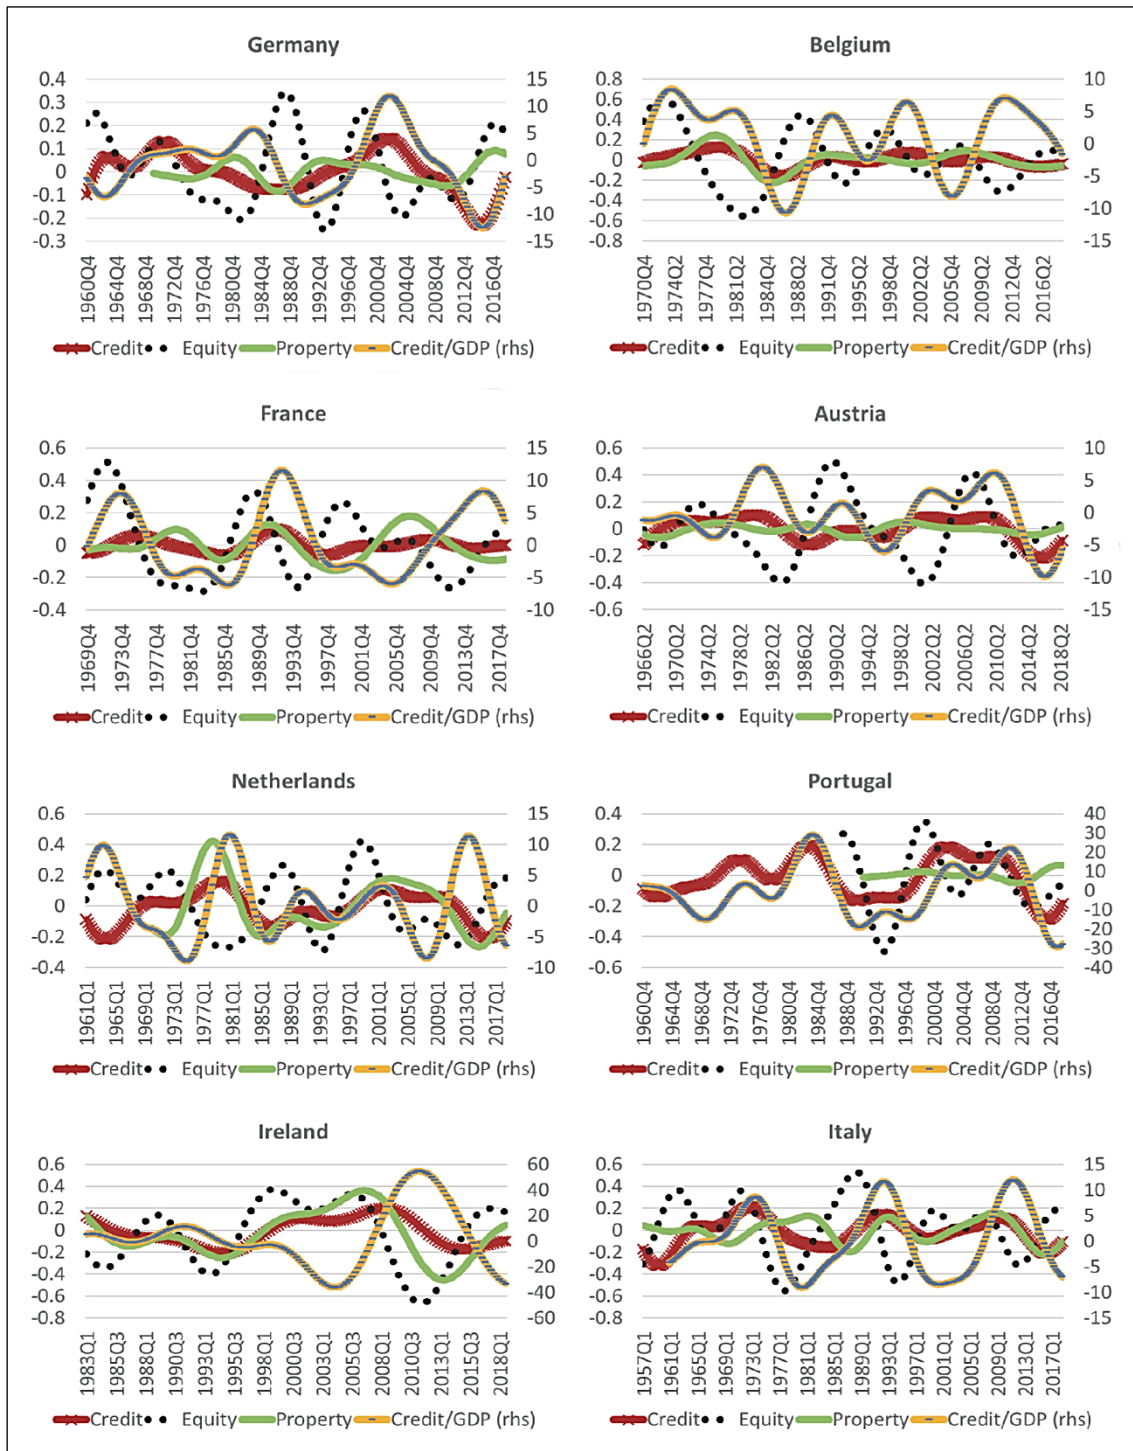 Germany
0.4
0.3
0.2
0.1
0
-0.1
-0.2
-0.3
15
10
5
0
-5
-10
-15
1960Q4
1964Q4
1968Q4
1972Q4
1976Q4
1980Q4
1984Q4
1988Q4
1992Q4
1996Q4
2000Q4
2004Q4
2008Q4
2012Q4
2016Q4
Credit Equity Property Credit/GDP (rhs)
Belgium
0.8
0.6
0.4
0.2
0
-0.2
-0.4
-0.6
-0.8
10
5
0
-5
-10
-15
1970Q4
1974Q2
1977Q4
1981Q2
1984Q4
1988Q2
1991Q4
1995Q2
1998Q4
2002Q2
2005Q4
2009Q2
2012Q4
2016Q2
Credit Equity Property Credit/GDP (rhs)
France
0.6
0.4
0.2
0
-0.2
-0.4
15
10
5
0
-5
-10
1969Q4
1973Q4
1977Q4
1981Q4
1985Q4
1989Q4
1993Q4
1997Q4
2001Q4
2005Q4
2009Q4
2013Q4
2017Q4
Credit Equity Property Credit/GDP (rhs)
Austria
0.6
0.4
0.2
0
-0.2
-0.4
-0.6
10
5
0
-5
-10
-15
1966Q2
1970Q2
1974Q2
1978Q2
1982Q2
1986Q2
1990Q2
1994Q2
1998Q2
2002Q2
2006Q2
2010Q2
2014Q2
2018Q2
Credit Equity Property Credit/GDP (rhs)
Netherlands
0.6
0.4
0.2
0
-0.2
-0.4
15
10
5
0
-5
-10
1961Q1
1965Q1
1969Q1
1973Q1
1977Q1
1981Q1
1985Q1
1989Q1
1993Q1
1997Q1
2001Q1
2005Q1
2009Q1
2013Q1
2017Q1
Credit Equity Property Credit/GDP (rhs)
Portugal
0.4
0.2
0
-0.2
-0.4
-0.6
40
30
20
10
0
-10
-20
-30
-40
1960Q4
1964Q4
1968Q4
1972Q4
1976Q4
1980Q4
1984Q4
1988Q4
1992Q4
1996Q4
2000Q4
2004Q4
2008Q4
2012Q4
2016Q4
Credit Equity Property Credit/GDP (rhs)
Ireland
0.6
0.4
0.2
0
-0.2
-0.4
-0.6
-0.8
60
40
20
0
-20
-40
-60
1983Q1
1985Q3
1988Q1
1990Q3
1993Q1
1995Q3
1998Q1
2000Q3
2003Q1
2005Q3
2008Q1
2010Q3
2013Q1
2015Q3
2018Q1
Credit Equity Property Credit/GDP (rhs)
Italy
0.6
0.4
0.2
0
-0.2
-0.4
-0.6
-0.8
15
10
5
0
-5
-10
-15
1957Q1
1961Q1
1965Q1
1969Q1
1973Q1
1977Q1
1981Q1
1985Q1
1989Q1
1993Q1
1997Q1
2001Q1
2005Q1
2009Q1
2013Q1
2017Q1
Credit Equity Property Credit/GDP (rhs)